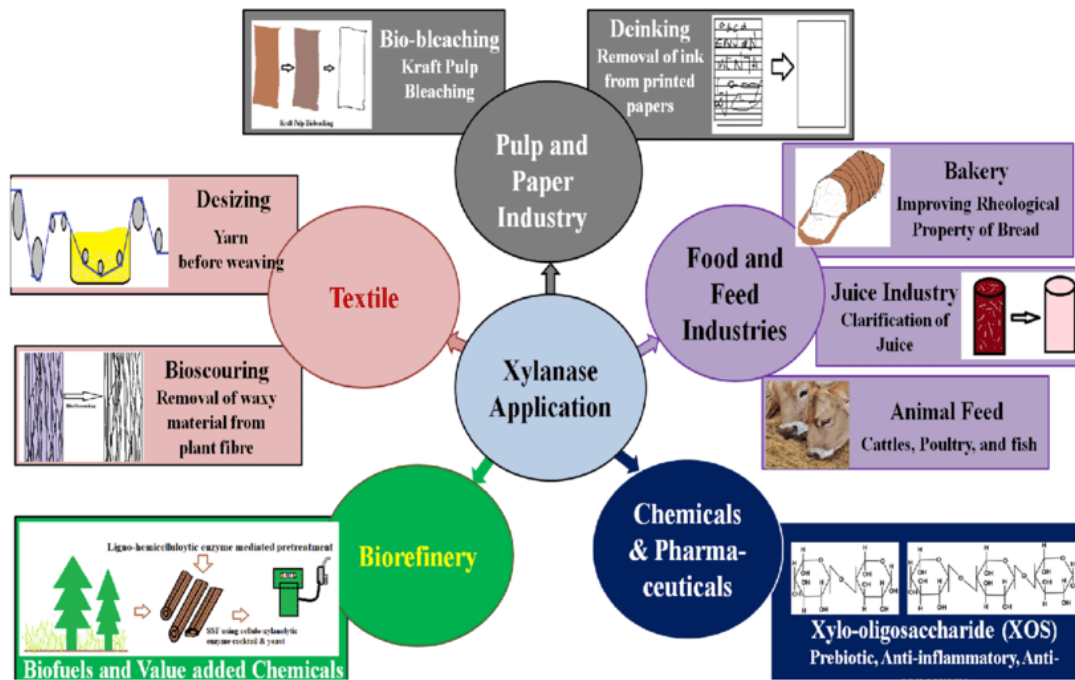 Bio-bleaching
Kraft Pulp
Bleaching
Kraft Pulp Biobleaching
Deinking
Removal of ink
from printed
papers
Pulp and
Paper
Industry
Desizing
Yarn
before weaving
Textile
Bioscouring
Removal of waxy
material from
plant fibre
Food and
Feed
Industries
Bakery
Improving Rheological
Property of Bread
Juice Industry
Clarification of
Juice
Animal Feed
Cattles, Poultry, and fish
Xylanase
Application
Biorefinery
Ligno-hemicelluloytic enzyme mediated pretreatment
SSF using cellulo-xylanolytic
enzyme cocktail & yeast
Biofuels and Value added Chemicals
Chemicals
& Pharma-
ceuticals
Xylo-oligosaccharide (XOS)
Prebiotic, Anti-inflammatory, Anti-